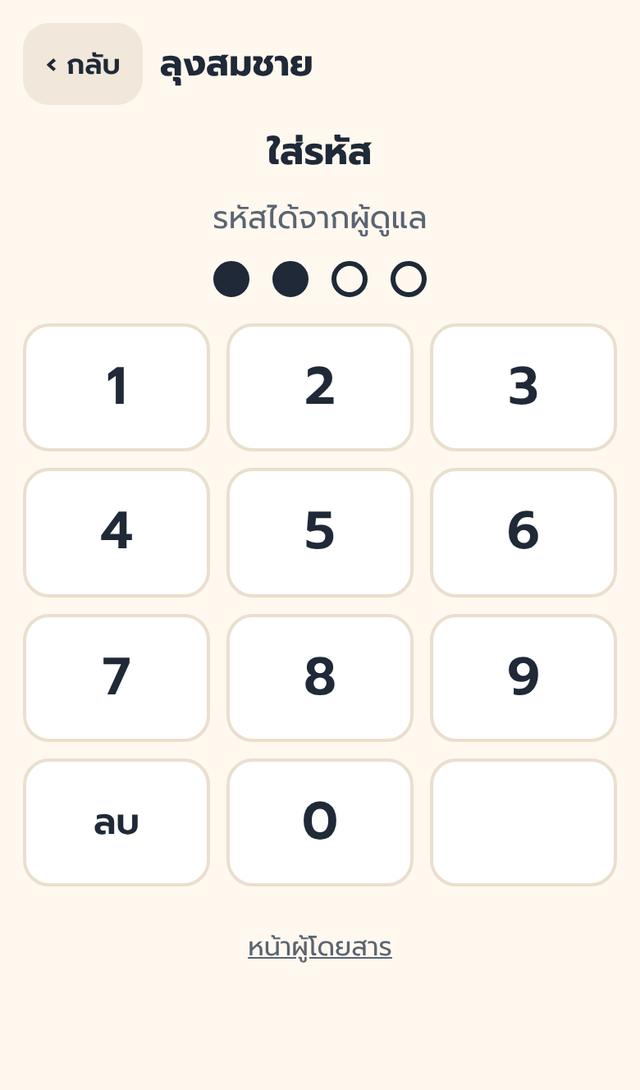 ‹ กลับ ลุงสมชาย
ใส่รหัส
รหัสได้จากผู้ดูแล
1 2 3
4 5 6
7 8 9
ลบ 0
หน้าผู้โดยสาร